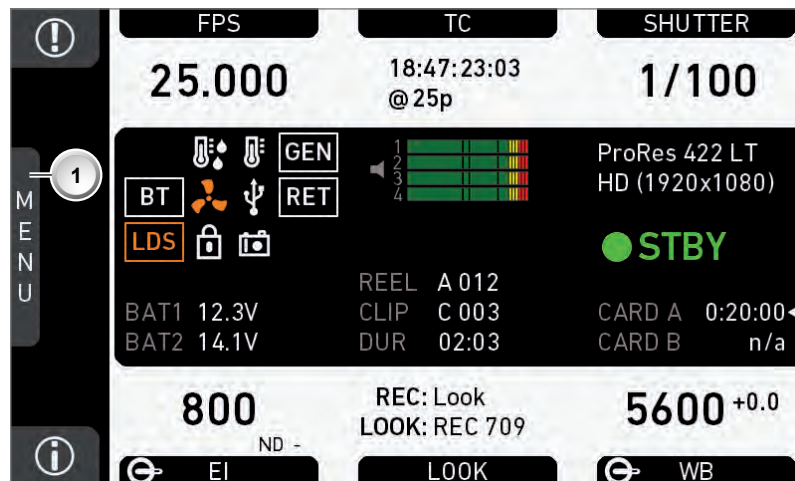 FPS TC SHUTTER
25.000 18:47:23:03 1/100
@ 25p
MENU
1
GEN
BT RET
LDS
1
2
3
4
ProRes 422 LT
HD (1920x1080)
STBY
REEL A 012
BAT1 12.3V CLIP C 003 CARD A 0:20:00
BAT2 14.1V DUR 02:03 CARD B n/a
800 REC: Look 5600 +0.0
ND - LOOK: REC 709
EI LOOK WB